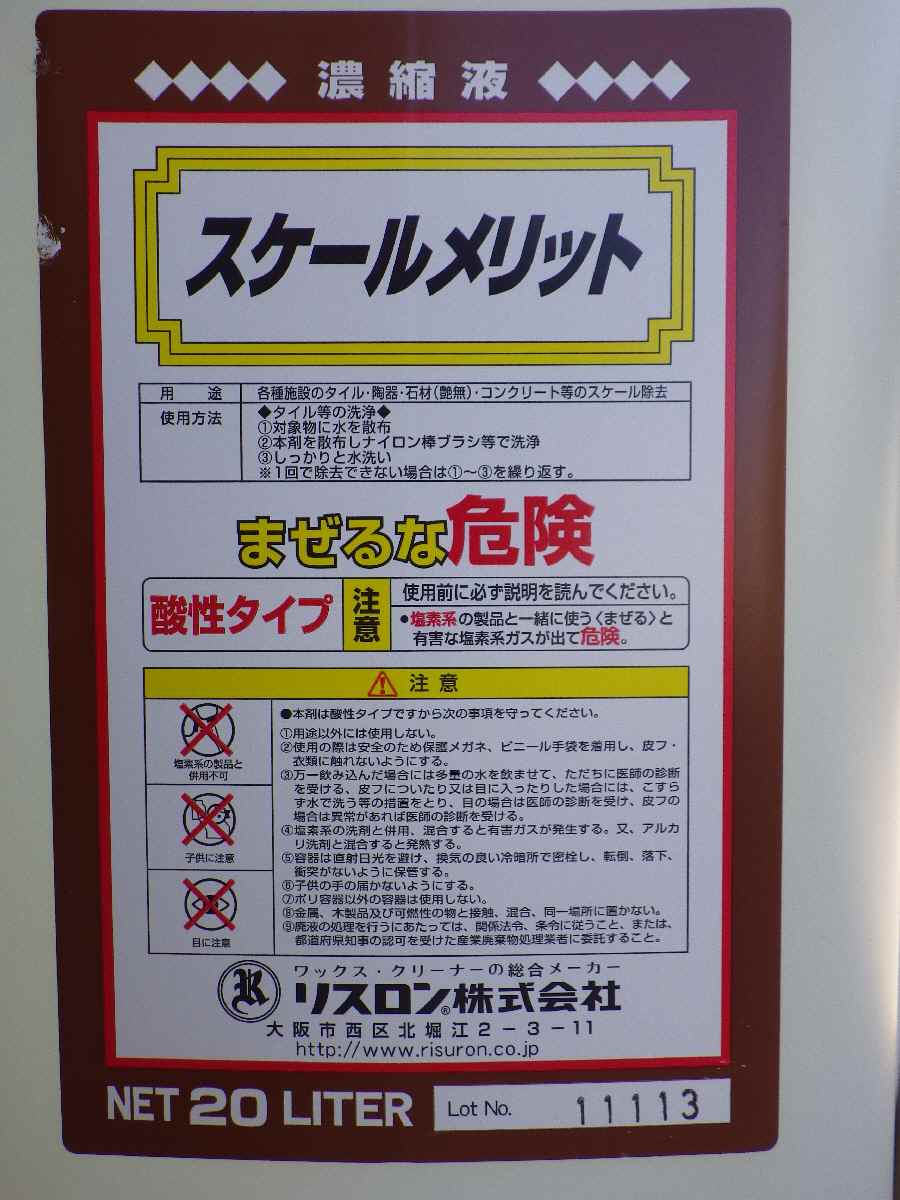 濃縮液
スケールメリット
用途 各種施設のタイル・陶器・石材(艶無)・コンクリート等のスケール除去
使用方法 ◆タイル等の洗浄◆
①対象物に水を散布
②本剤を散布しナイロン棒ブラシ等で洗浄
③しっかりと水洗い
※1回で除去できない場合は①〜③を繰り返す。
まぜるな危険
酸性タイプ
注意
使用前に必ず説明を読んでください。
•塩素系の製品と一緒に使う〈まぜる〉と
有害な塩素系ガスが出て危険。
注意
塩素系の製品と
併用不可
子供に注意
目に注意
●本剤は酸性タイプですから次の事項を守ってください。
①用途以外には使用しない。
②使用の際は安全のため保護メガネ、ビニール手袋を着用し、皮フ・
衣類に触れないようにする。
③万一飲み込んだ場合には多量の水を飲ませて、ただちに医師の診断
を受ける、皮フについたり又は目に入ったりした場合には、こすら
ず水で洗う等の措置をとり、目の場合は医師の診断を受け、皮フの
場合は異常があれば医師の診断を受ける。
④塩素系の洗剤と併用、混合すると有害ガスが発生する。又、アルカ
リ洗剤と混合すると発熱する。
⑤容器は直射日光を避け、換気の良い冷暗所で密栓し、転倒、落下、
衝突がないように保管する。
⑥子供の手の届かないようにする。
⑦ポリ容器以外の容器は使用しない。
⑧金属、木製品及び可燃性の物と接触、混合、同一場所に置かない。
⑨廃液の処理を行うにあたっては、関係法令、条令に従うこと、または、
都道府県知事の認可を受けた産業廃棄物処理業者に委託すること。
R
ワックス・クリーナーの総合メーカー
リスロン®株式会社
大阪市西区北堀江2-3-11
http://www.risuron.co.jp
NET 20 LITER
Lot No. 11113